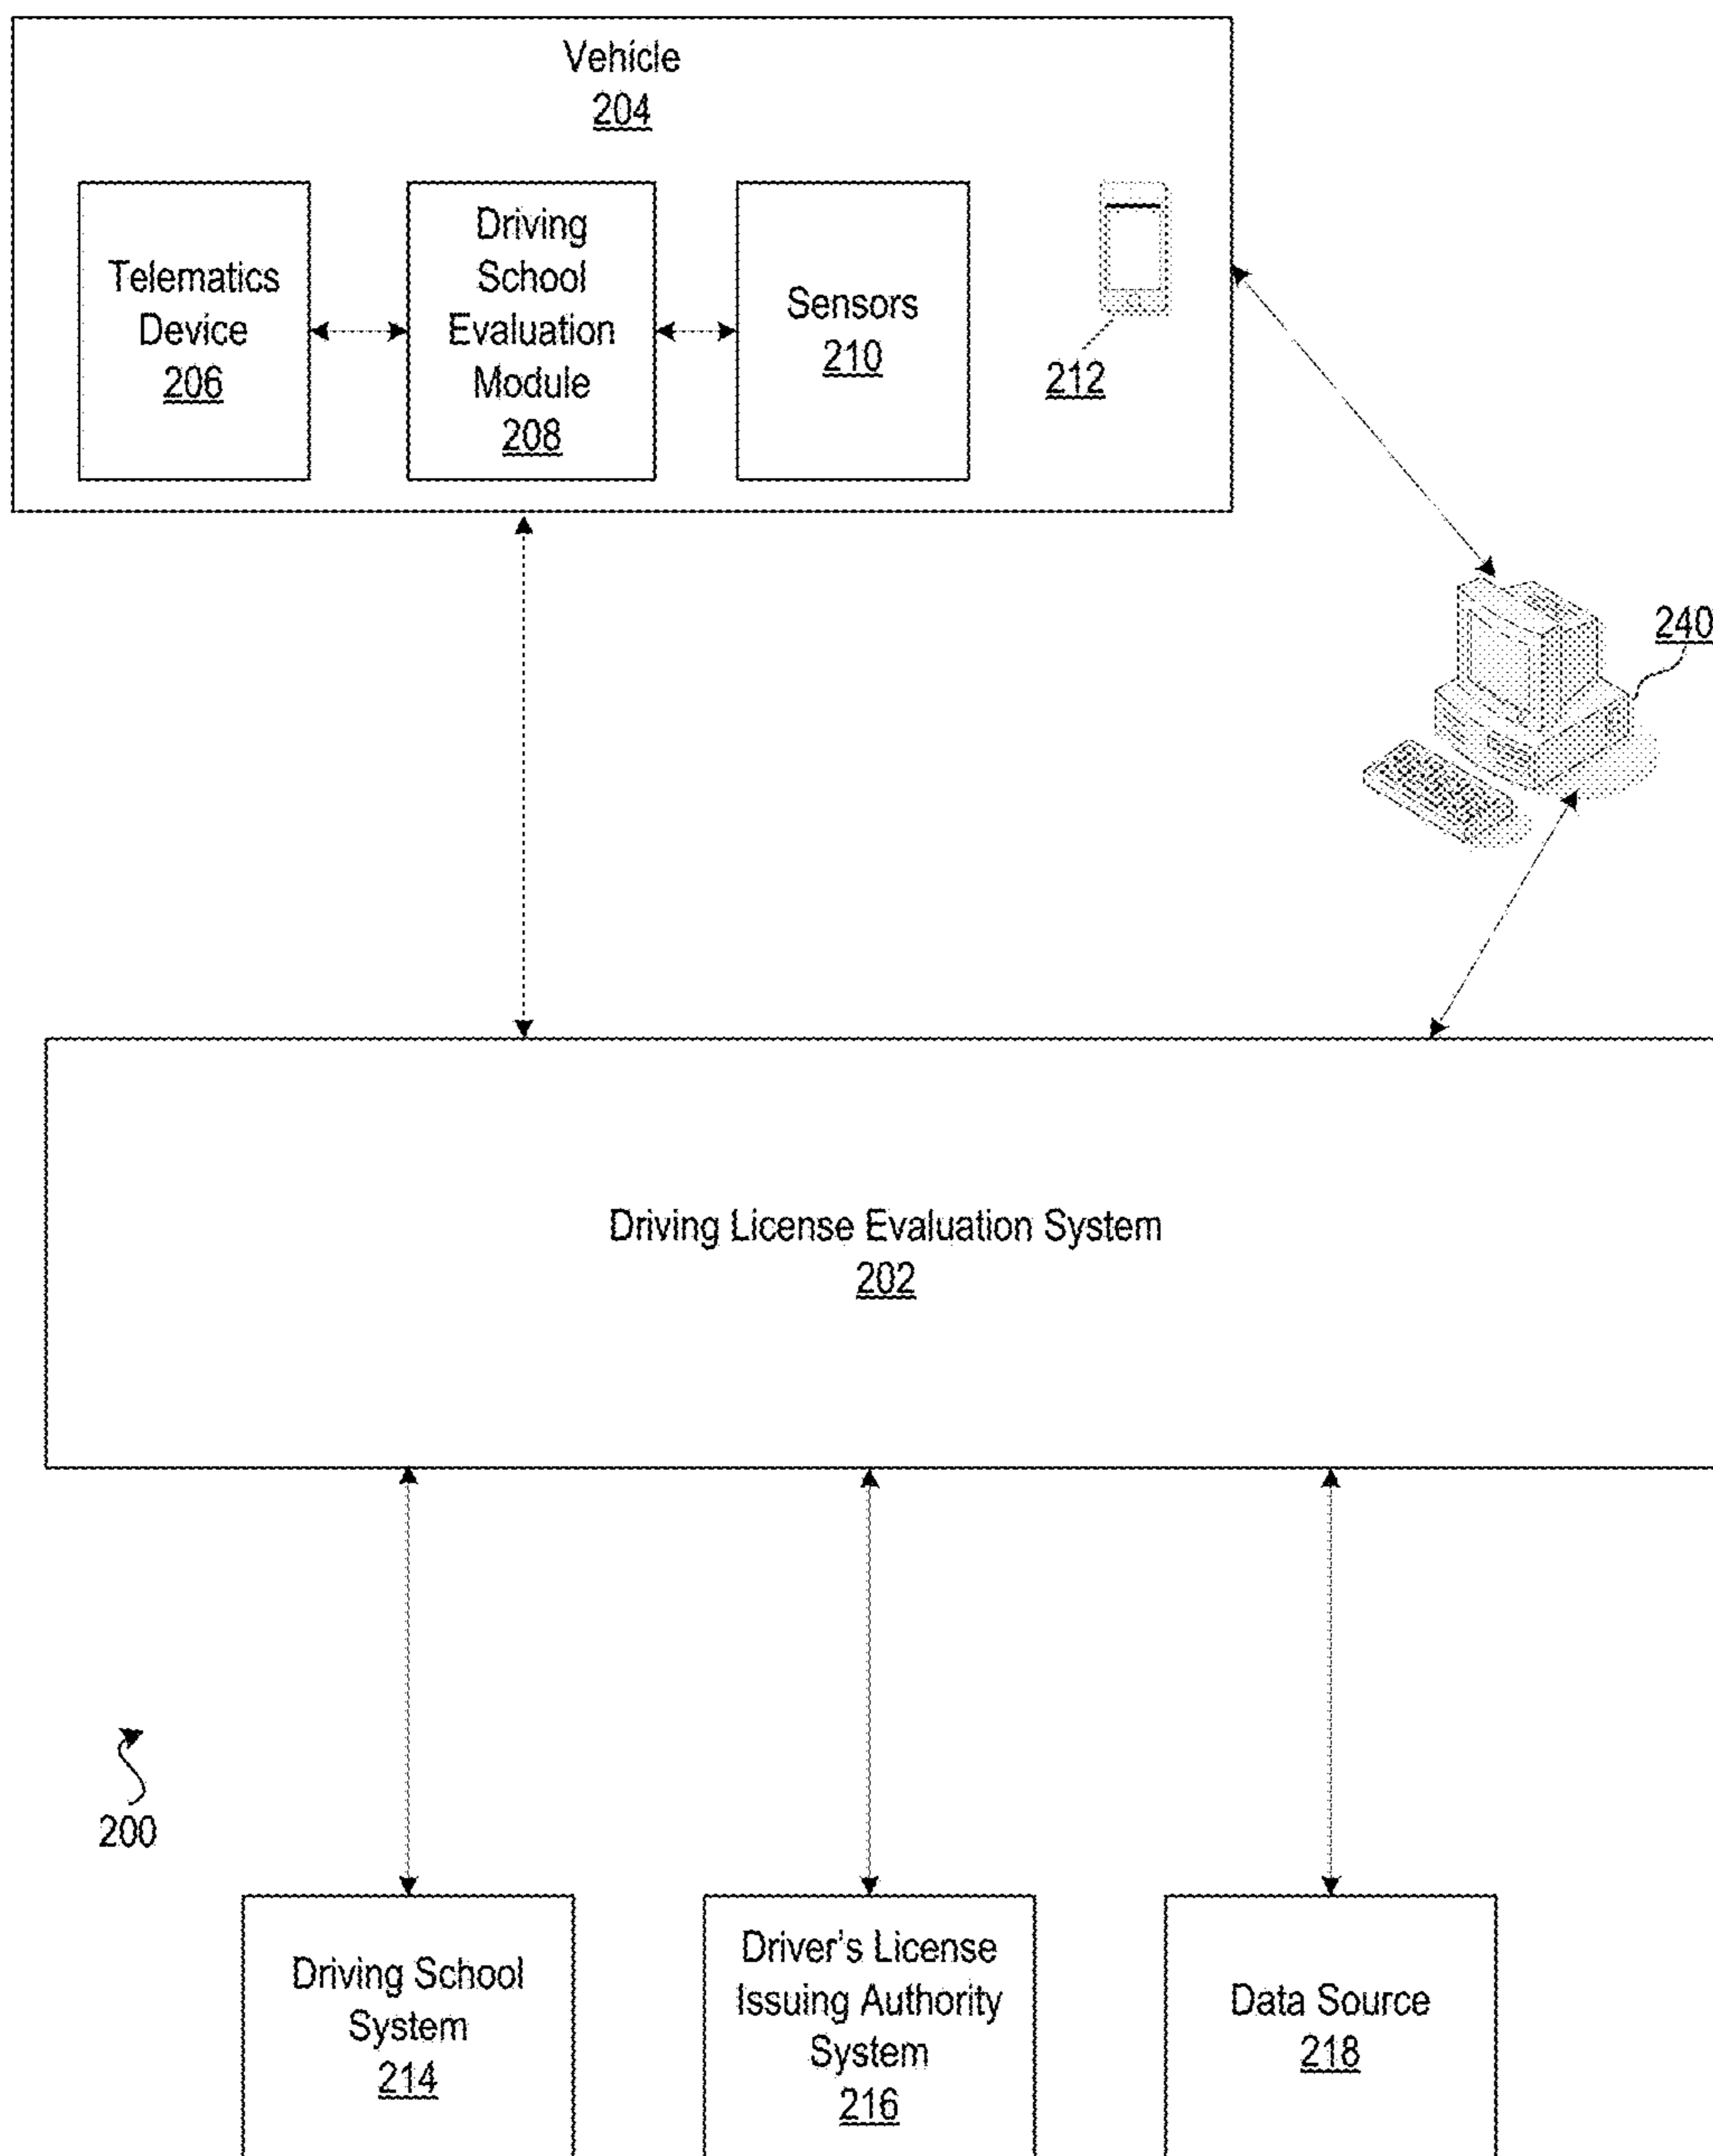 Vehicle
204
Telematics
Device
206
Driving
School
Evaluation
Module
208
Sensors
210
212
240
Driving License Evaluation System
202
200
Driving School
System
214
Driver's License
Issuing Authority
System
216
Data Source
218